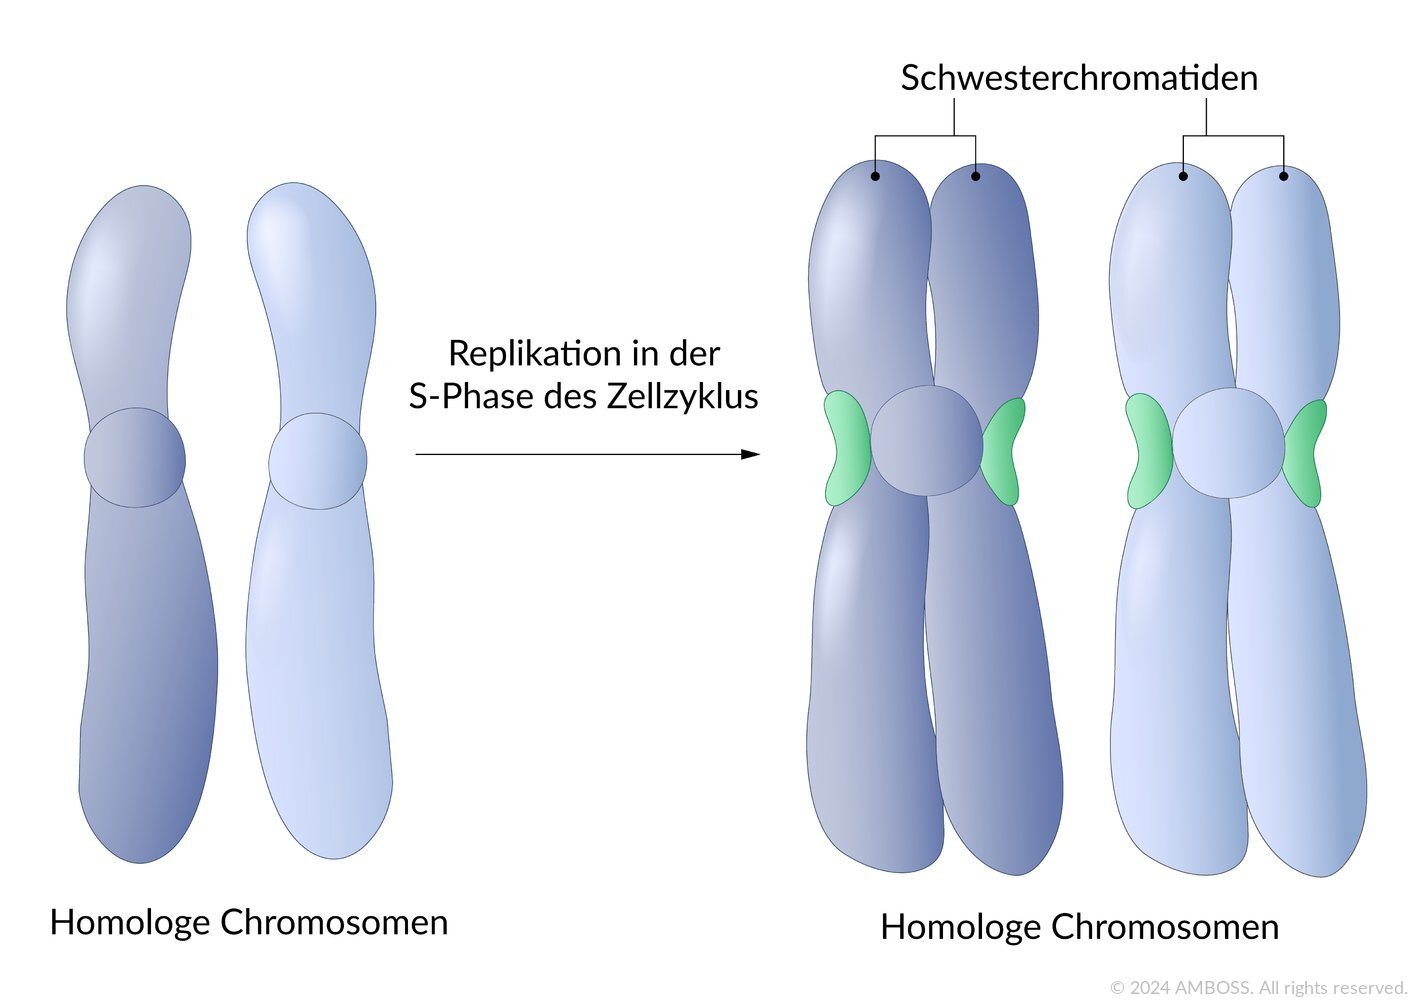 Schwesterchromatiden
Replikation in der
S-Phase des Zellzyklus
Homologe Chromosomen
Homologe Chromosomen
© 2024 AMBOSS. All rights reserved.